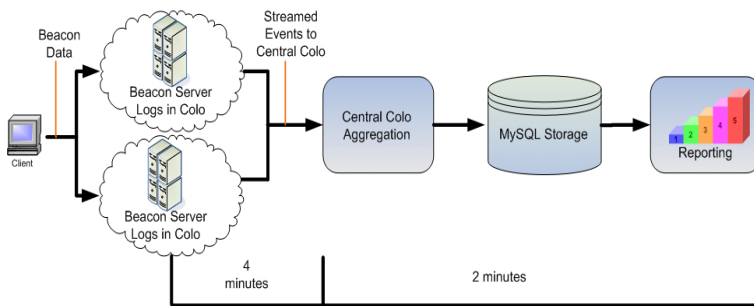 Beacon
Data
Streamed
Events to
Central Colo
Beacon Server
Logs in Colo
Client
Central Colo
Aggregation
MySQL Storage
1
2
3
4
5
Reporting
Beacon Server
Logs in Colo
4
minutes
2 minutes